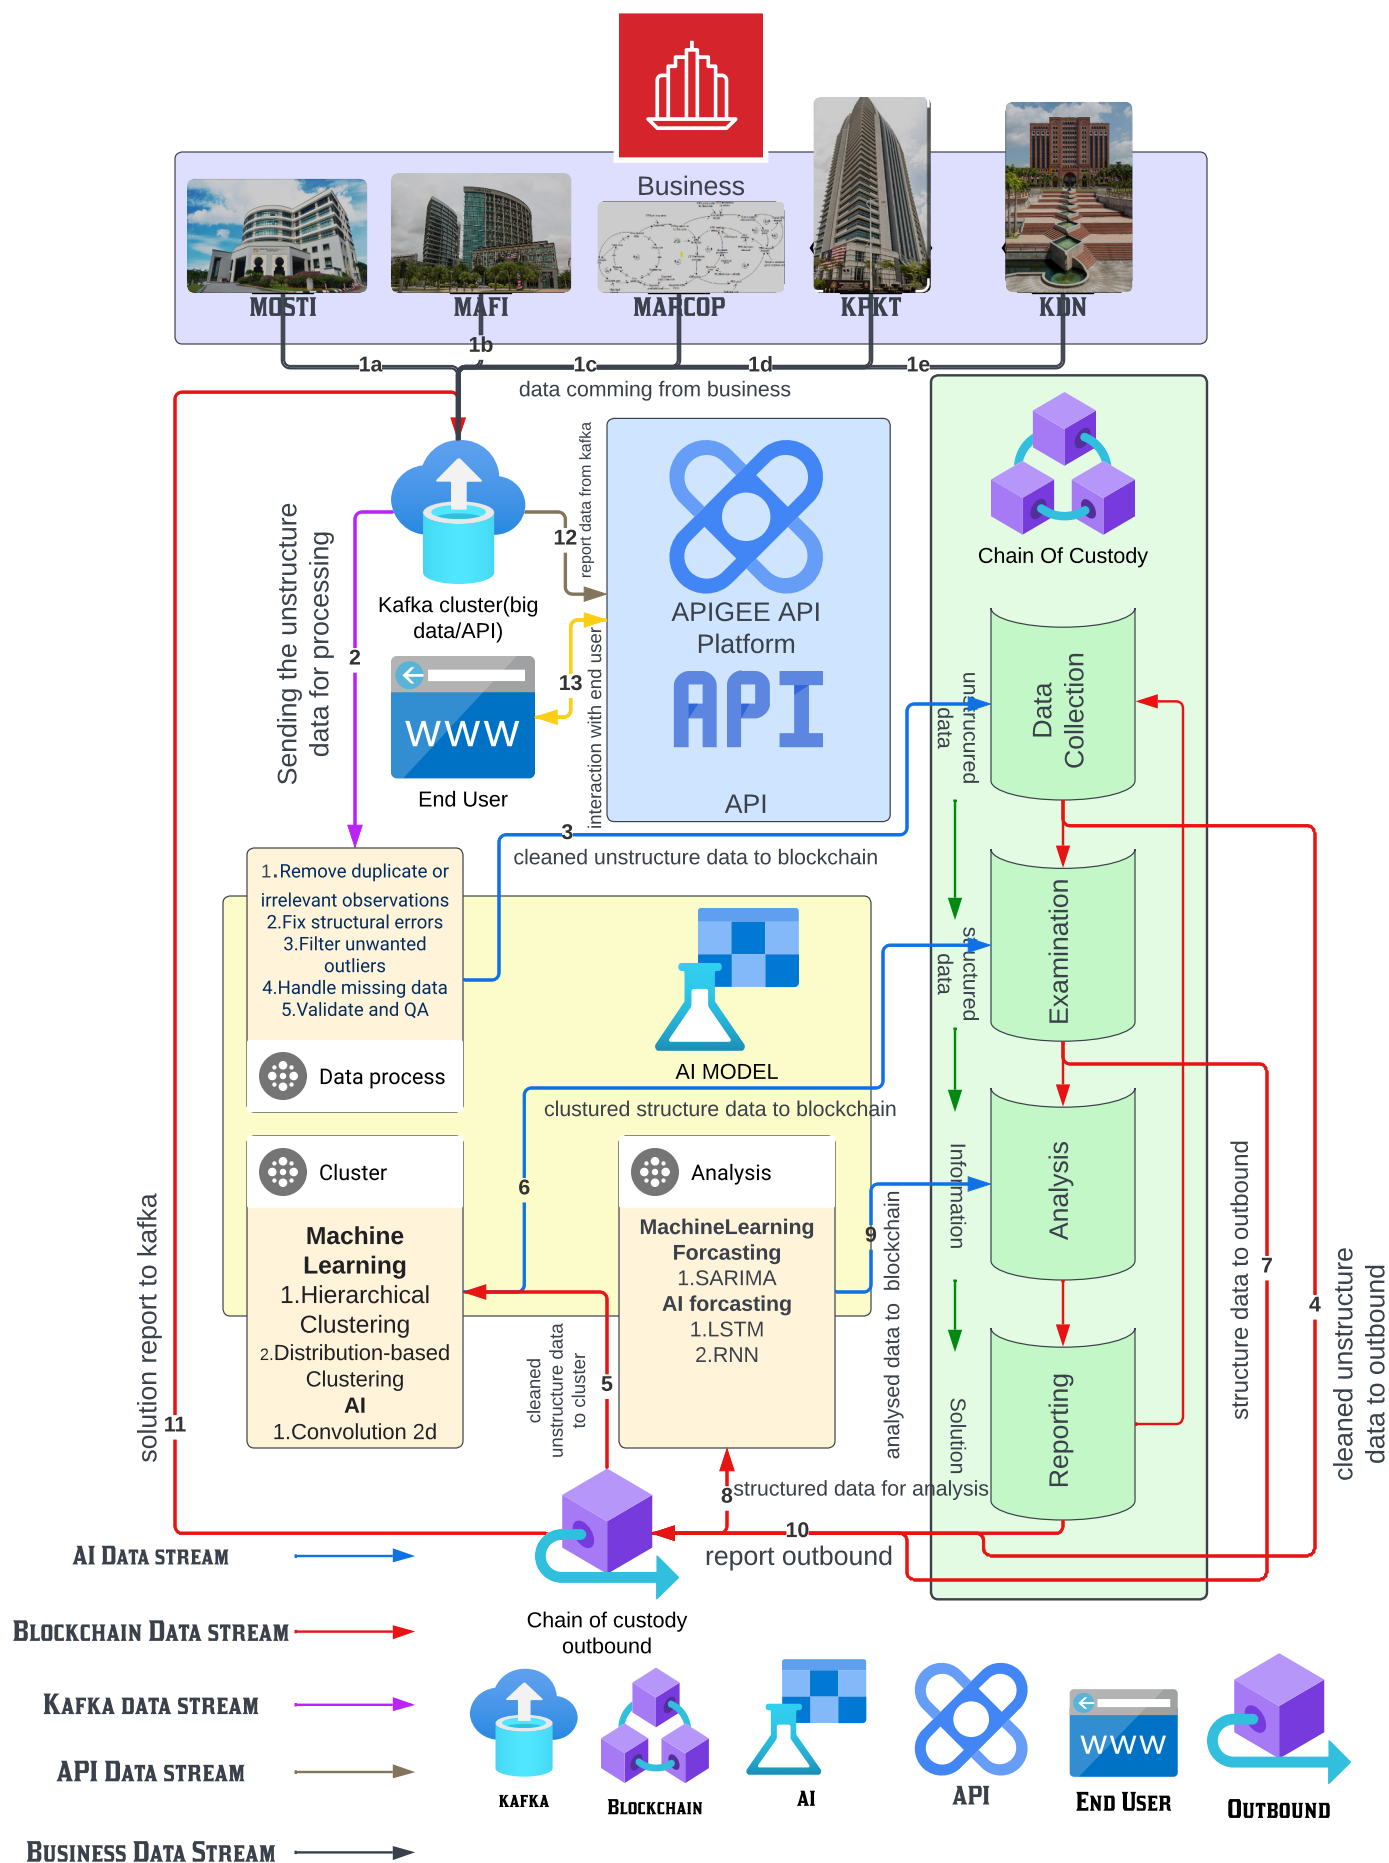 Business
MOSTI
MAFI
MARCOP
KPKT
KDN
1a
1b
1c
1d
1e
data comming from business
Chain Of Custody
Kafka cluster(big
data/API)
Sending the unstructure
data for processing
2
12
report data from kafka
APIGEE API
Platform
API
API
13
interaction with end user
WWW
End User
3
cleaned unstructure data to blockchain
unstrucured
data
Data
Collection
1.Remove duplicate or
irrelevant observations
2.Fix structural errors
3.Filter unwanted
outliers
4.Handle missing data
5.Validate and QA
Data process
AI MODEL
structured
data
Examination
clustured structure data to blockchain
6
Cluster
Machine
Learning
1.Hierarchical
Clustering
2.Distribution-based
Clustering
AI
1.Convolution 2d
Analysis
MachineLearning
Forcasting
1.SARIMA
AI forcasting
1.LSTM
2.RNN
9
analysed data to blockchain
Information
Analysis
structure data to outbound
7
4
cleaned unstructure
data to outbound
solution report to kafka
11
cleaned
unstructure data
to cluster
5
Solution
Reporting
8
structured data for analysis
10
report outbound
Chain of custody
outbound
AI Data stream
Blockchain Data stream
Kafka data stream
API Data stream
Business Data Stream
kafka
Blockchain
AI
API
WWW
End User
Outbound